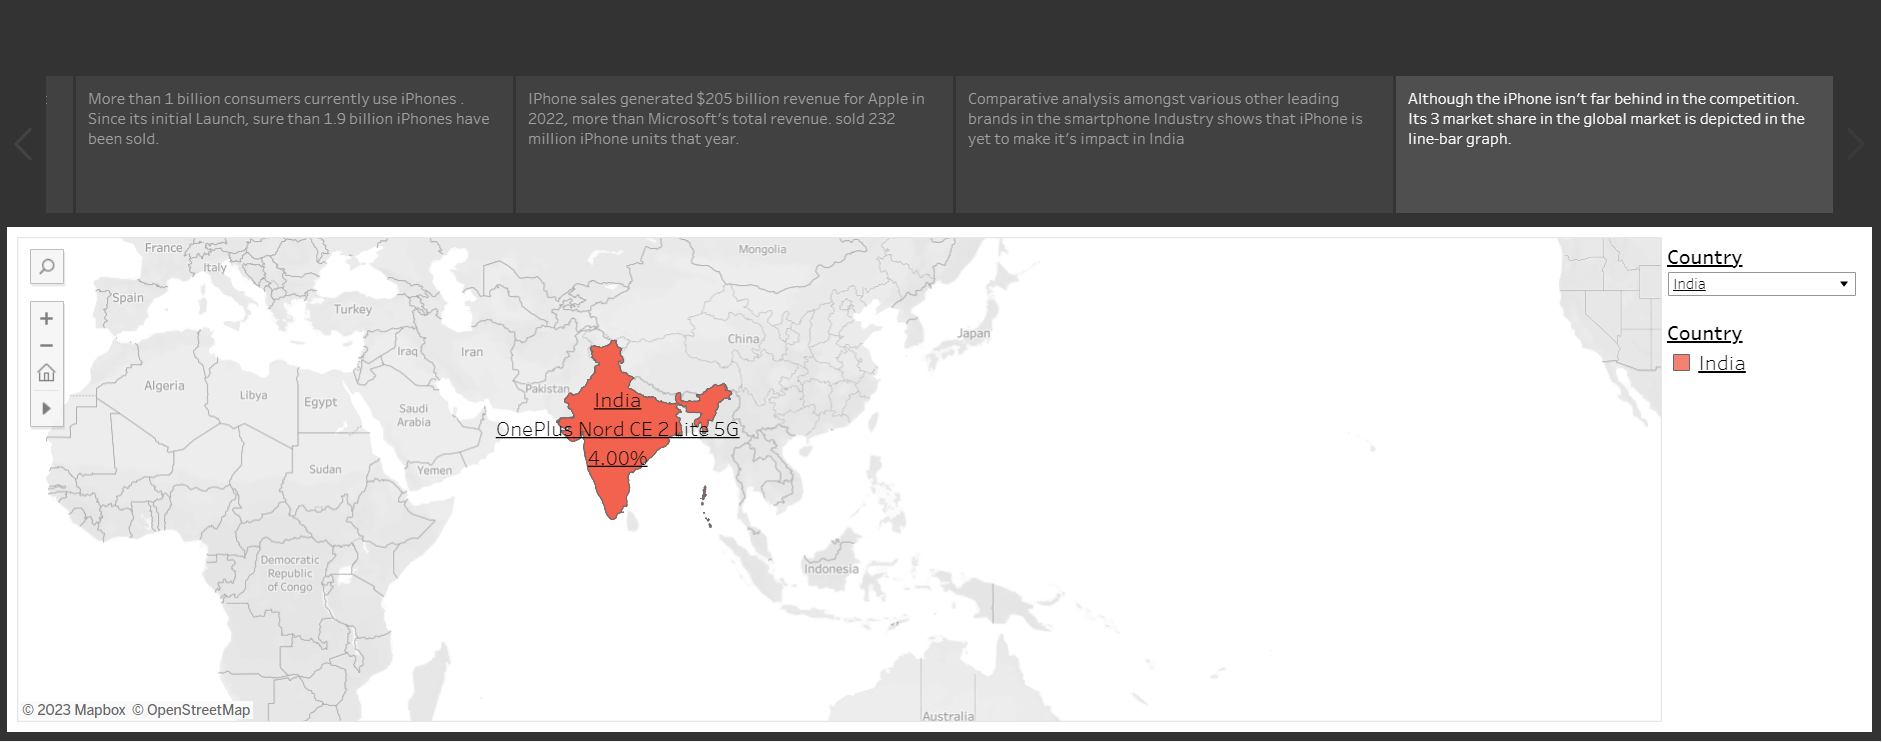 More than 1 billion consumers currently use iPhones .
Since its initial Launch, sure than 1.9 billion iPhones have
been sold.
IPhone sales generated $205 billion revenue for Apple in
2022, more than Microsoft's total revenue. sold 232
million iPhone units that year.
Comparative analysis amongst various other leading
brands in the smartphone Industry shows that iPhone is
yet to make it's impact in India
Although the iPhone isn't far behind in the competition.
Its 3 market share in the global market is depicted in the
line-bar graph.
France
Italy
Spain
Turkey
Mongolia
Japan
China
Iraq
Iran
Pakistan
Algeria
Libya
Egypt
Saudi
Arabia
Sudan
Yemen
India
OnePlus Nord CE 2 Lite 5G
4.00%
Democratic
Republic
of Congo
Indonesia
Australia
© 2023 Mapbox © OpenStreetMap
Country
India
Country
India